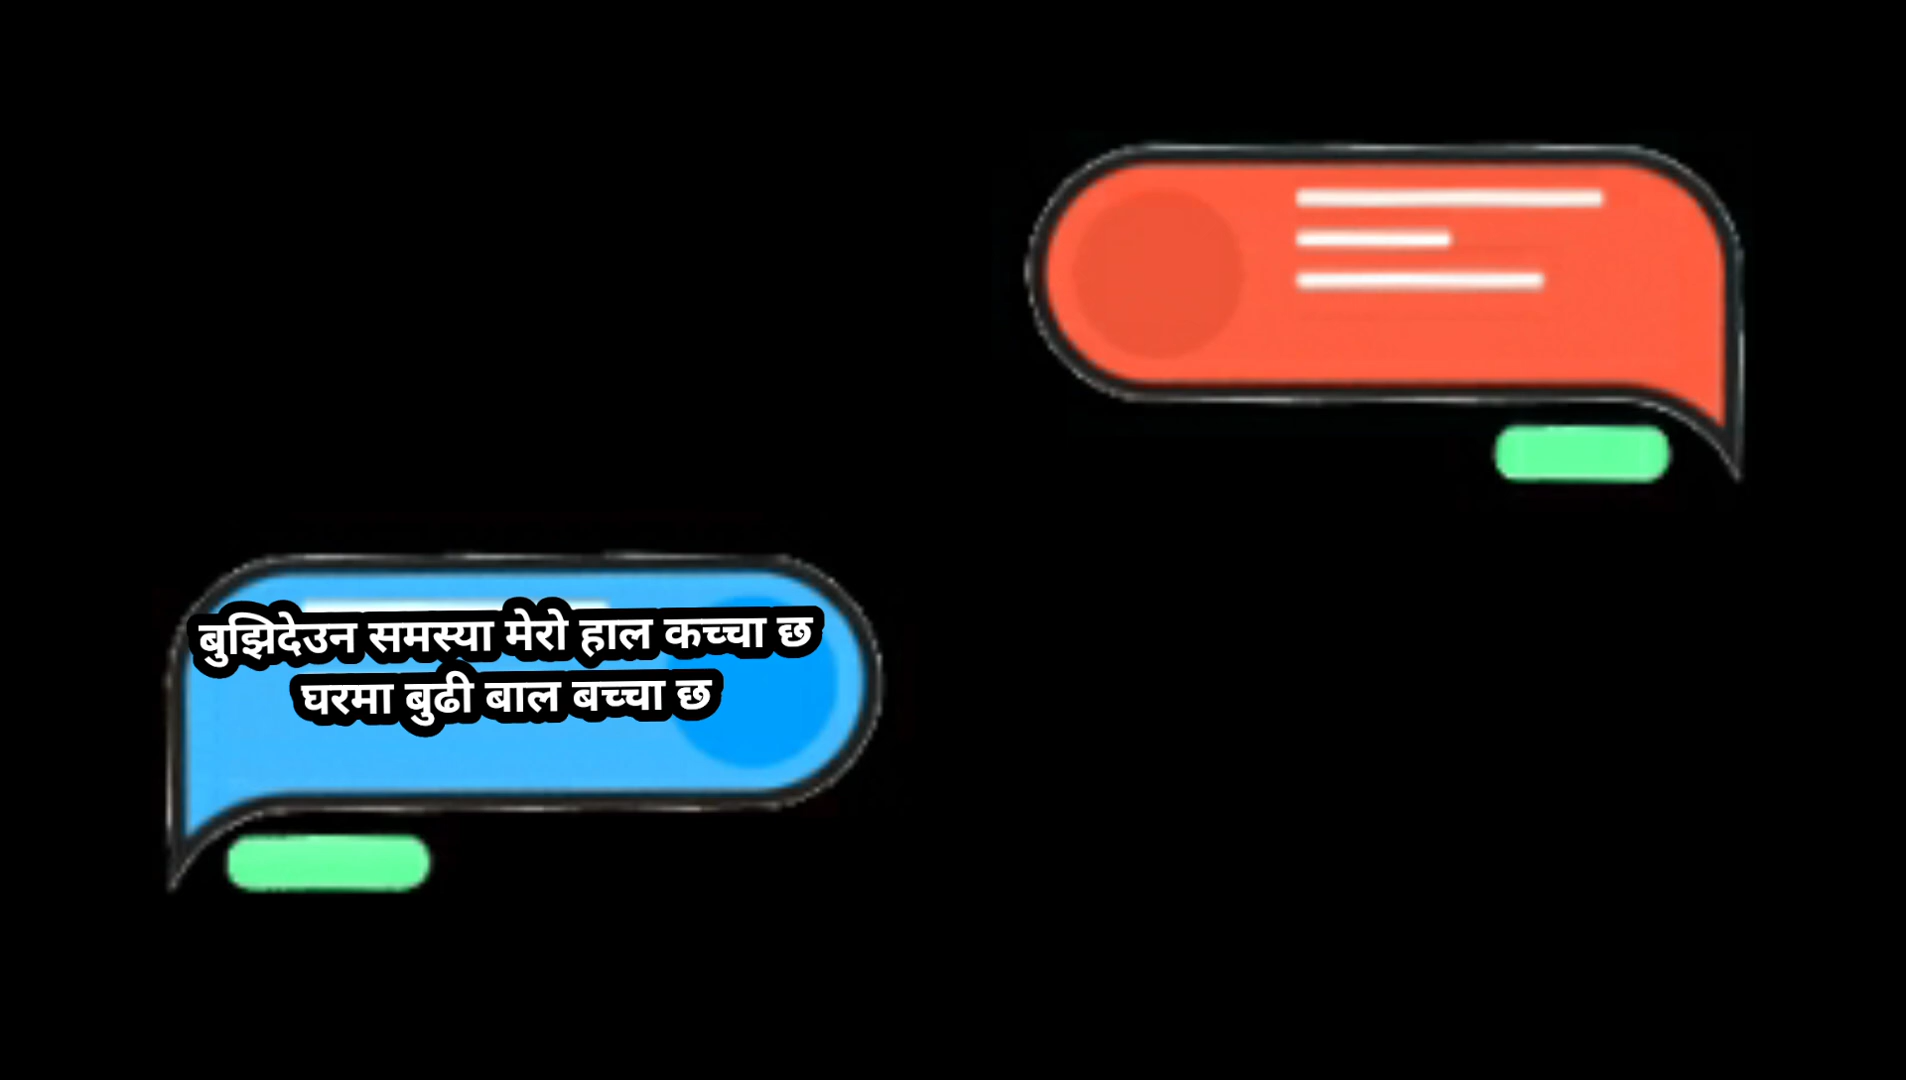 बुझिदेउन समस्या मेरो हाल कच्चा छ
घरमा बुढी बाल बच्चा छ